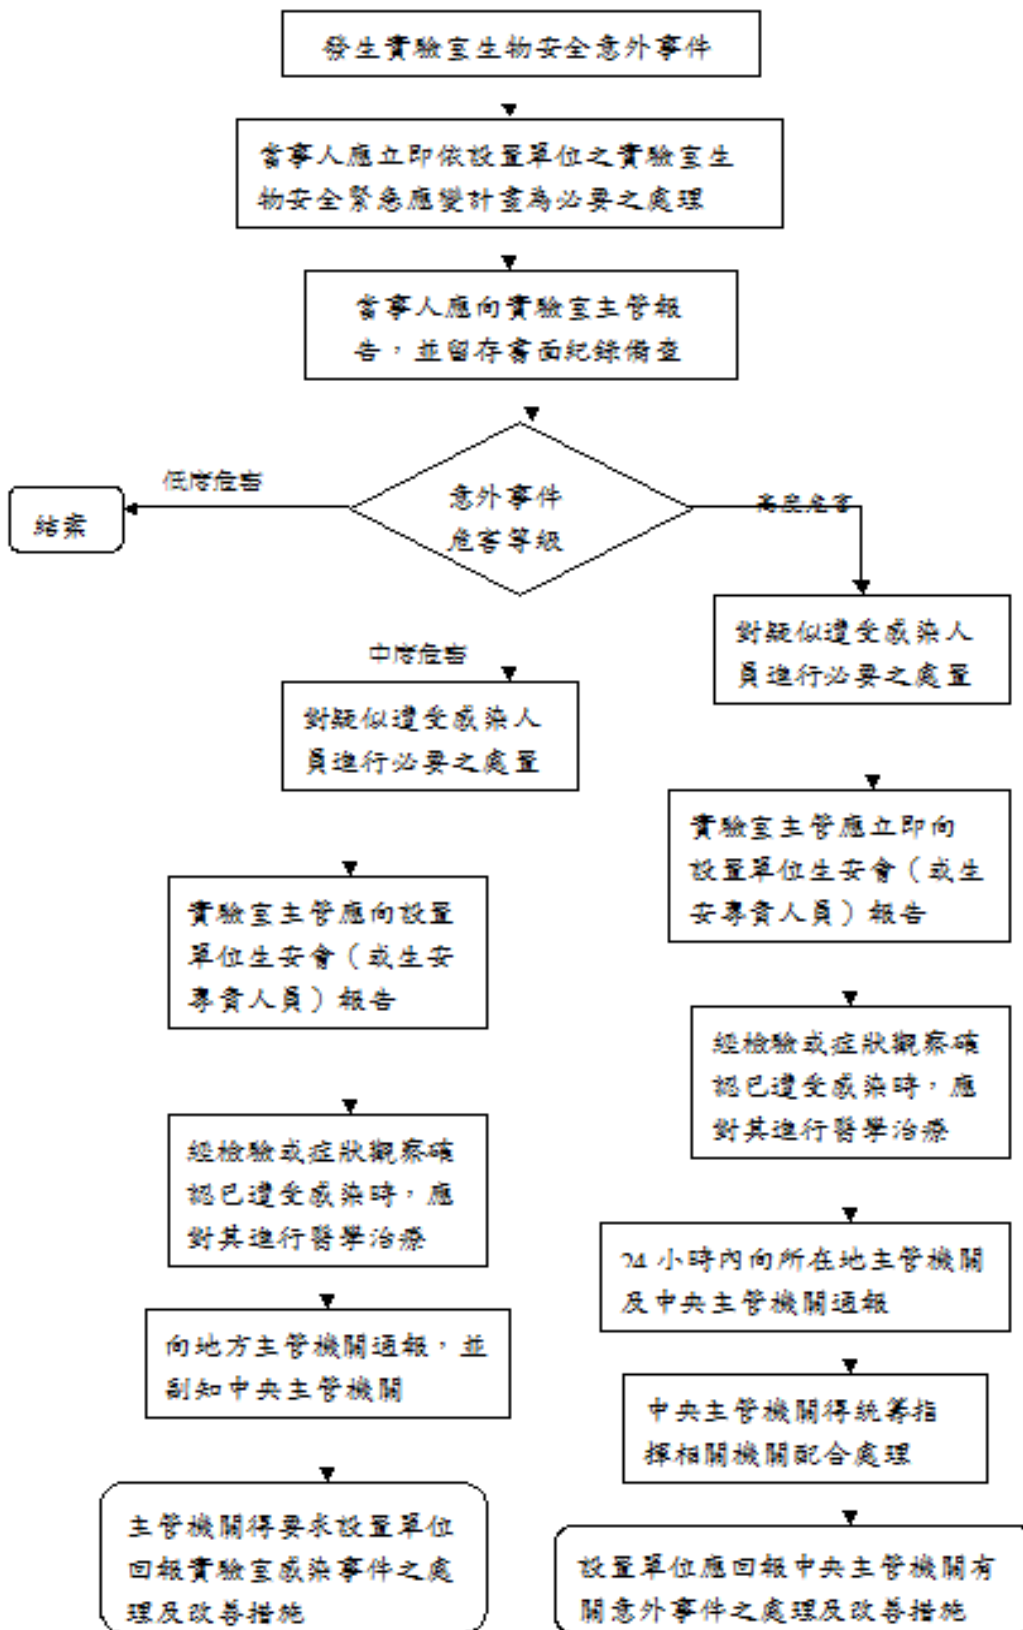 發生實驗室生物安全意外事件
當事人應立即依設置單位之實驗室生
物安全緊急應變計畫為必要之處理
當事人應向實驗室主管報
告，並留存書面紀錄備查
低度危害
意外事件
危害等級
高度危害
結案
對疑似遭受感染人
員進行必要之處置
中度危害
對疑似遭受感染人
員進行必要之處置
實驗室主管應立即向
設置單位生安會（或生
安專責人員）報告
實驗室主管應向設置
單位生安會（或生安
專責人員）報告
經檢驗或症狀觀察確
認已遭受感染時，應
對其進行醫學治療
經檢驗或症狀觀察確
認已遭受感染時，應
對其進行醫學治療
24 小時內向所在地主管機關
及中央主管機關通報
向地方主管機關通報，並
副知中央主管機關
中央主管機關得統籌指
揮相關機關配合處理
主管機關得要求設置單位
回報實驗室感染事件之處
理及改善措施
設置單位應回報中央主管機關有
關意外事件之處理及改善措施